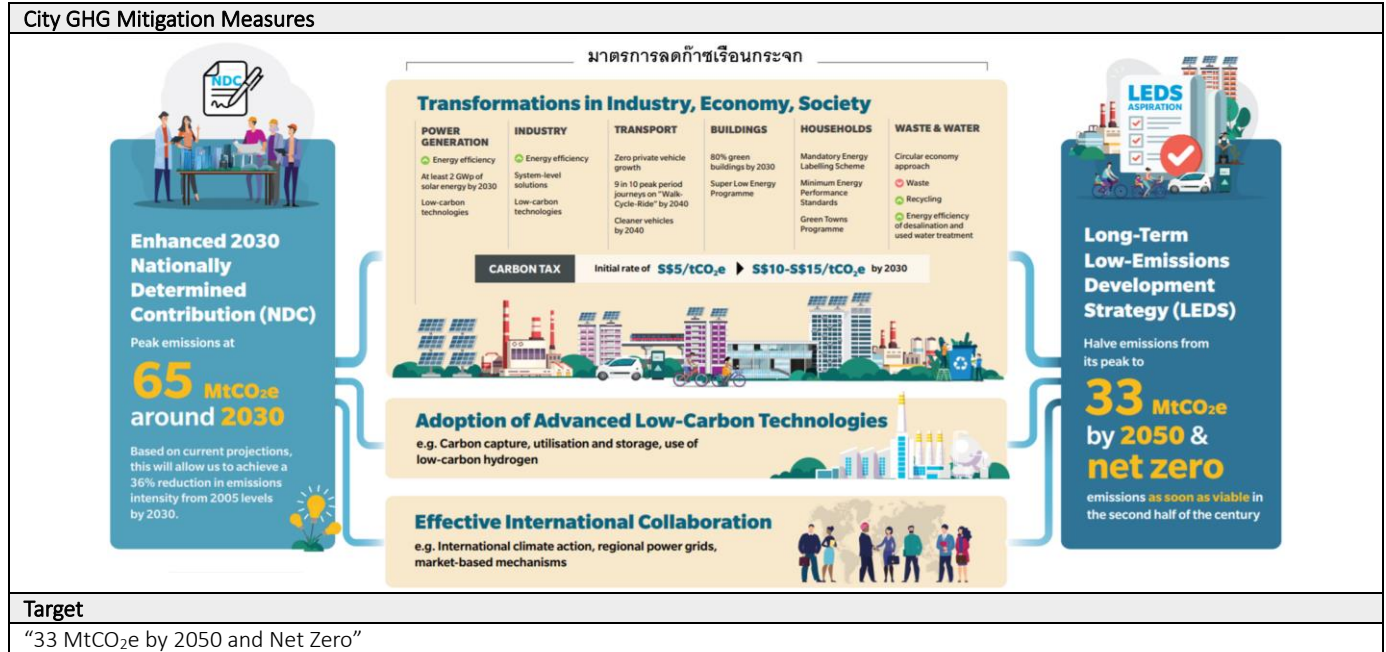 City GHG Mitigation Measures
มาตรการลดก๊าซเรือนกระจก
NDC
Enhanced 2030
Nationally
Determined
Contribution (NDC)
Peak emissions at
65 MtCO₂e
around 2030
Based on current projections,
this will allow us to achieve a
36% reduction in emissions
intensity from 2005 levels
by 2030.
Transformations in Industry, Economy, Society
POWER
GENERATION
Energy efficiency
At least 2 GWp of
solar energy by 2030
Low-carbon
technologies
INDUSTRY
Energy efficiency
System-level
solutions
Low-carbon
technologies
TRANSPORT
Zero private vehicle
growth
9 in 10 peak period
journeys on "Walk-
Cycle-Ride" by 2040
Cleaner vehicles
by 2040
BUILDINGS
80% green
buildings by 2030
Super Low Energy
Programme
HOUSEHOLDS
Mandatory Energy
Labelling Scheme
Minimum Energy
Performance
Standards
Green Towns
Programme
WASTE & WATER
Circular economy
approach
Waste
Recycling
Energy efficiency
of desalination and
used water treatment
CARBON TAX Initial rate of S$5/tCO₂e S$10-S$15/tCO₂e by 2030
Adoption of Advanced Low-Carbon Technologies
e.g. Carbon capture, utilisation and storage, use of
low-carbon hydrogen
Effective International Collaboration
e.g. International climate action, regional power grids,
market-based mechanisms
LEDS
ASPIRATION
Long-Term
Low-Emissions
Development
Strategy (LEDS)
Halve emissions from
its peak to
33 MtCO₂e
by 2050 &
net zero
emissions as soon as viable in
the second half of the century
Target
“33 MtCO₂e by 2050 and Net Zero”